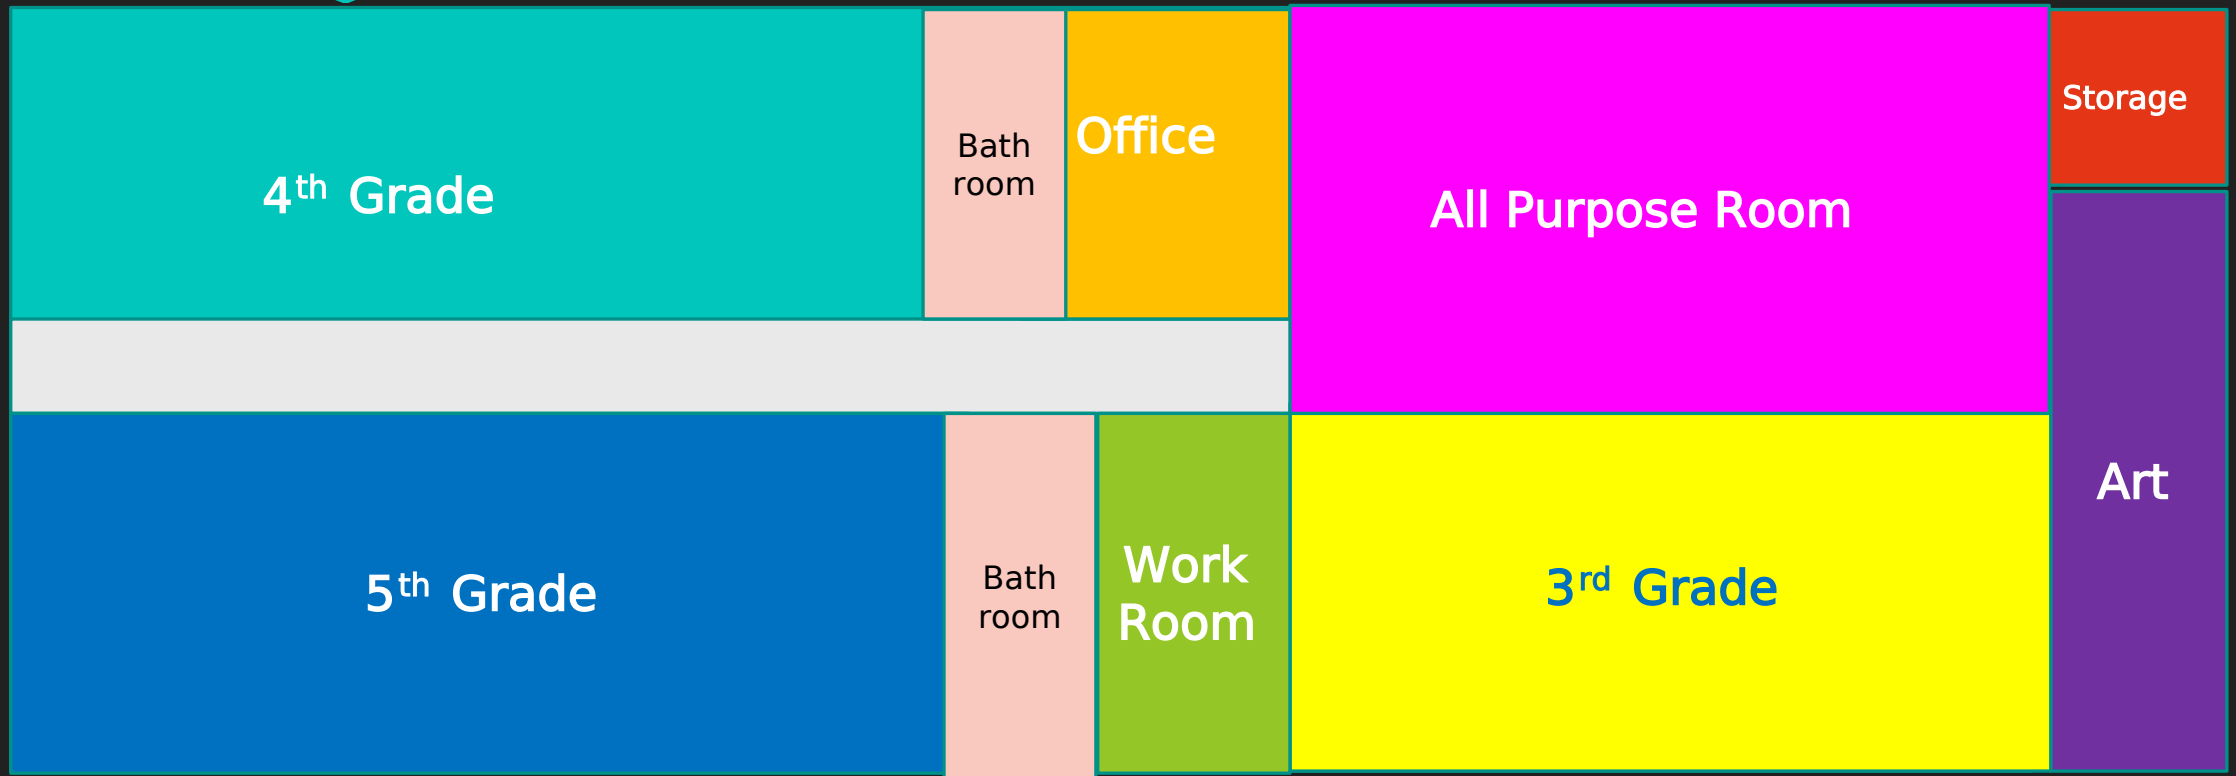 4th Grade
Bath
room
Office
All Purpose Room
Storage
5th Grade
Bath
room
Work
Room
3rd Grade
Art